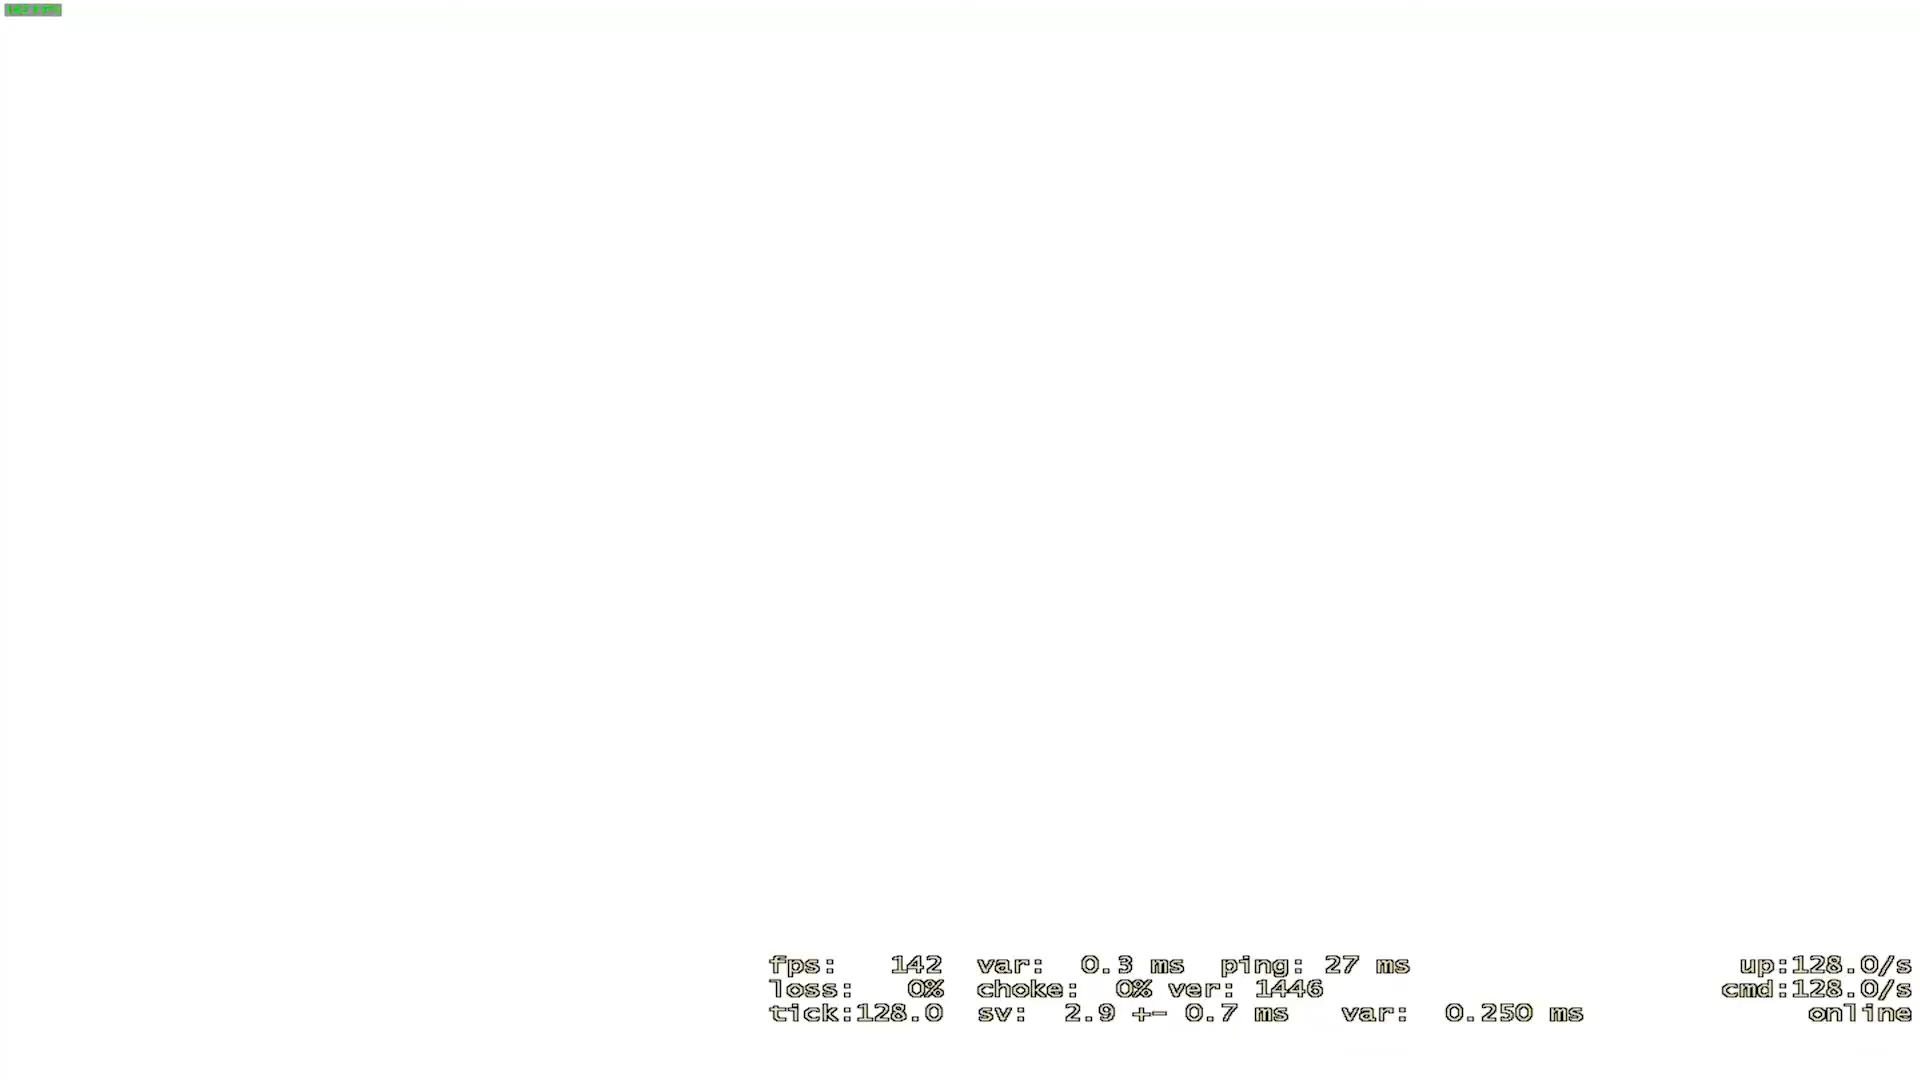 fps: 142 var: 0.3 ms ping: 27 ms up:128.0/s
loss: 0% choke: 0% ver: 1446 cmd:128.0/s
tick:128.0 sv: 2.9 +- 0.7 ms var: 0.250 ms online